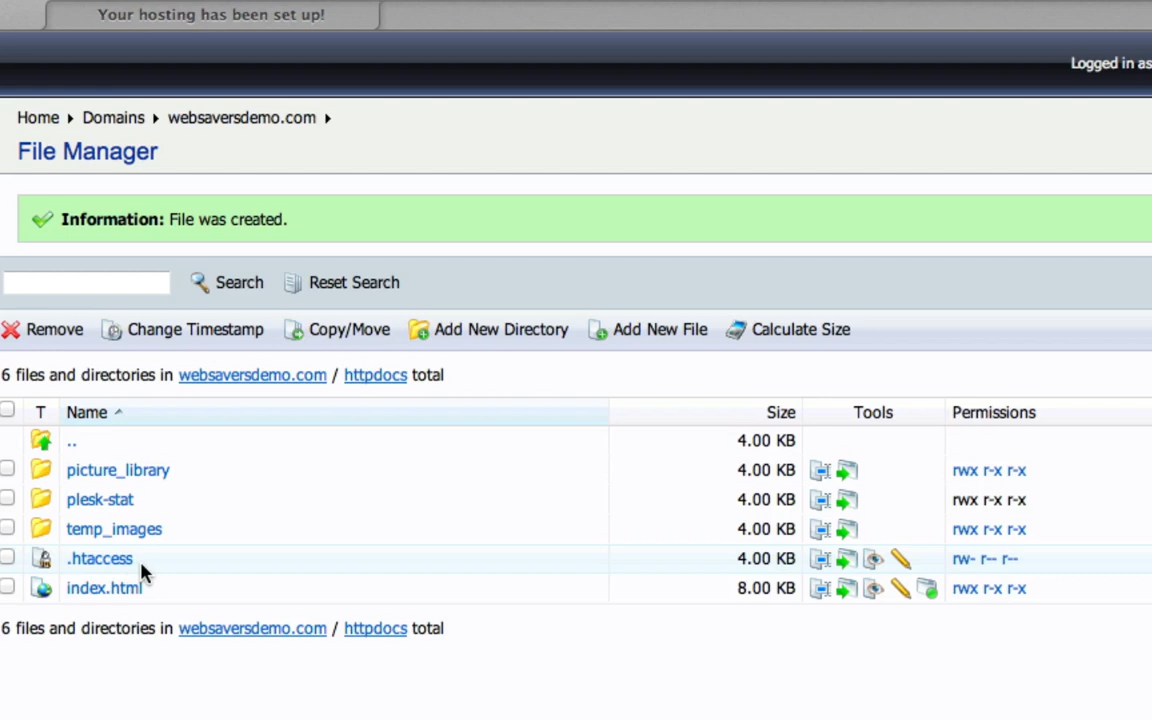 Your hosting has been set up!
Logged in as
Home Domains websaversdemo.com
File Manager
Information: File was created.
Search Reset Search
Remove Change Timestamp Copy/Move Add New Directory Add New File Calculate Size
6 files and directories in websaversdemo.com / httpdocs total
T Name Size Tools Permissions
.. 4.00 KB
picture_library 4.00 KB rwx r-x r-x
plesk-stat 4.00 KB rwx r-x r-x
temp_images 4.00 KB rwx r-x r-x
.htaccess 4.00 KB rw- r-- r--
index.html 8.00 KB rwx r-x r-x
6 files and directories in websaversdemo.com / httpdocs total